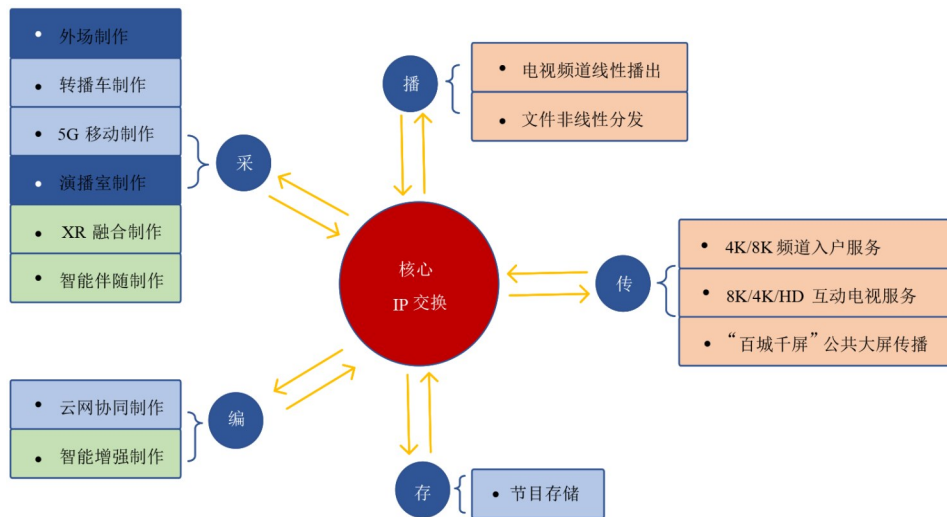 • 外场制作
• 转播车制作
• 5G 移动制作
• 演播室制作
• XR 融合制作
• 智能伴随制作
采
播
• 电视频道线性播出
• 文件非线性分发
核心
IP 交换
传
• 4K/8K 频道入户服务
• 8K/4K/HD 互动电视服务
• “百城千屏”公共大屏传播
• 云网协同制作
• 智能增强制作
编
存
• 节目存储